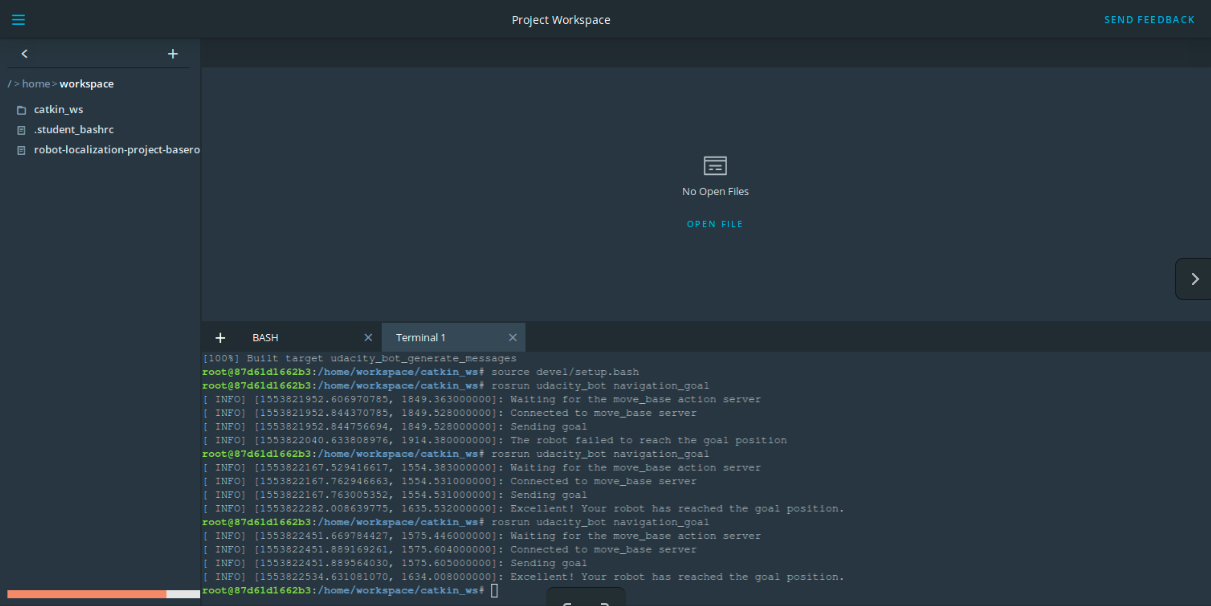 Project Workspace
SEND FEEDBACK
/ > home > workspace
catkin_ws
.student_bashrc
robot-localization-project-basero
No Open Files
OPEN FILE
BASH
Terminal 1
[100%] Built target udacity_bot_generate_messages
root@87d61d1662b3:/home/workspace/catkin_ws# source devel/setup.bash
root@87d61d1662b3:/home/workspace/catkin_ws# rosrun udacity_bot navigation_goal
[ INFO] [1553821952.606970785, 1849.363000000]: Waiting for the move_base action server
[ INFO] [1553821952.844370785, 1849.528000000]: Connected to move_base server
[ INFO] [1553821952.844756694, 1849.528000000]: Sending goal
[ INFO] [1553822040.633808976, 1914.380000000]: The robot failed to reach the goal position
root@87d61d1662b3:/home/workspace/catkin_ws# rosrun udacity_bot navigation_goal
[ INFO] [1553822167.529416617, 1554.383000000]: Waiting for the move_base action server
[ INFO] [1553822167.762946663, 1554.531000000]: Connected to move_base server
[ INFO] [1553822167.763005352, 1554.531000000]: Sending goal
[ INFO] [1553822282.008639775, 1635.532000000]: Excellent! Your robot has reached the goal position.
root@87d61d1662b3:/home/workspace/catkin_ws# rosrun udacity_bot navigation_goal
[ INFO] [1553822451.669784427, 1575.446000000]: Waiting for the move_base action server
[ INFO] [1553822451.889169261, 1575.604000000]: Connected to move_base server
[ INFO] [1553822451.889564030, 1575.605000000]: Sending goal
[ INFO] [1553822534.631081070, 1634.008000000]: Excellent! Your robot has reached the goal position.
root@87d61d1662b3:/home/workspace/catkin_ws#